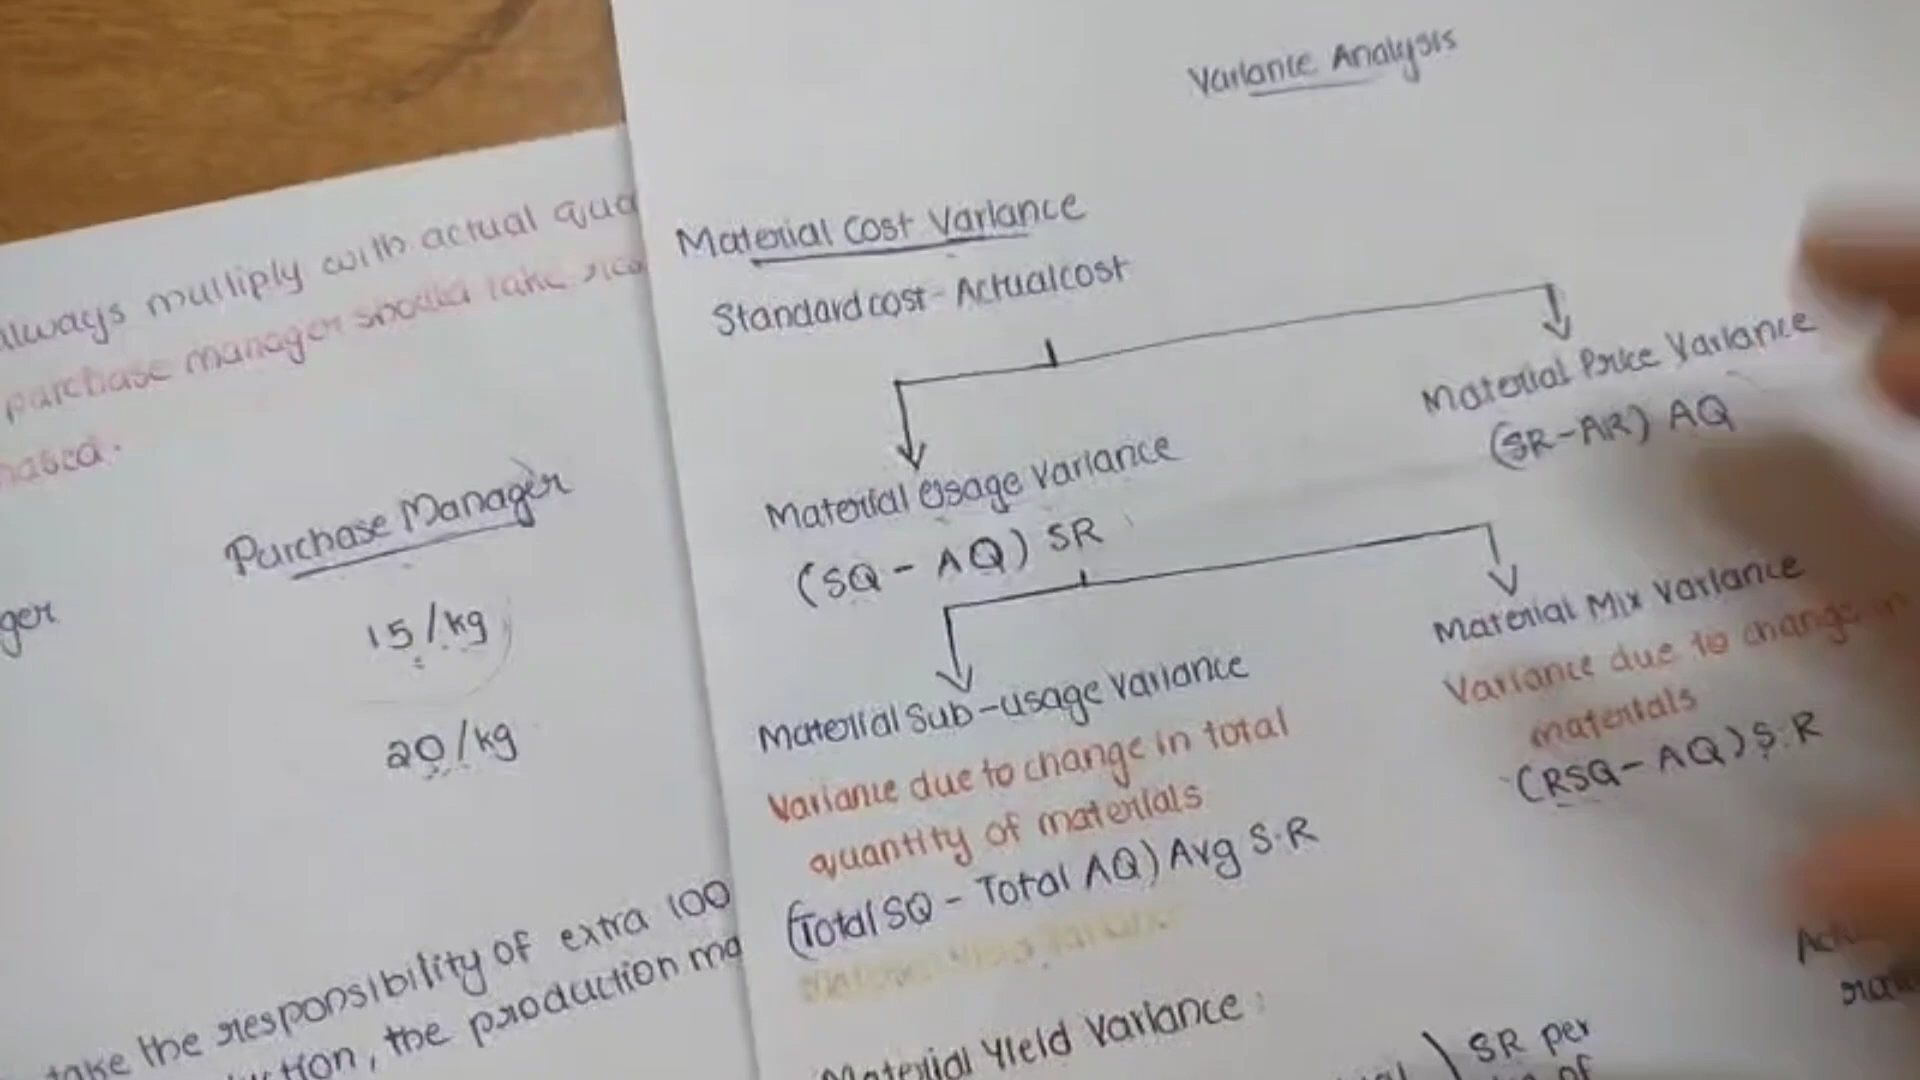 always multiply with actual qua
purchase manager should take
Purchase Manager
ger
15/kg
20/kg
take the responsibility of extra 100
the production ma
Variance Analysis
Material Cost Variance
Standard cost - Actual cost
Material Usage Variance
(SQ - AQ) SR
Material Price Variance
(SR-AR) AQ
Material Sub-usage Variance
Variance due to change in total
quantity of materials
(Total SQ - Total AQ) Avg S.R
Material Mix Variance
Variance due to change in
materials
(RSQ-AQ) S.R
Material Yield Variance:
SR per
of